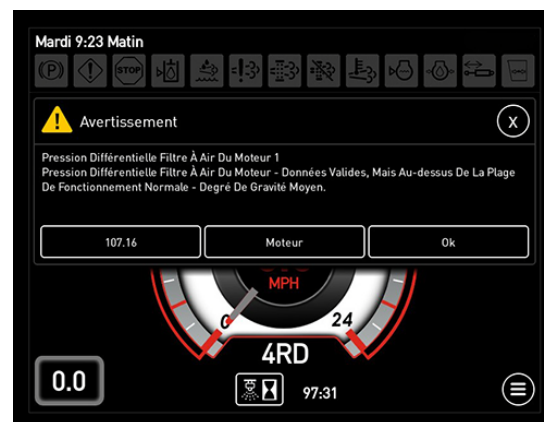 Mardi 9:23 Matin
(P) STOP
Avertissement
X
Pression Différentielle Filtre À Air Du Moteur 1
Pression Différentielle Filtre À Air Du Moteur - Données Valides, Mais Au-dessus De La Plage
De Fonctionnement Normale - Degré De Gravité Moyen.
107.16 Moteur Ok
MPH
0 24
4RD
0.0
97:31